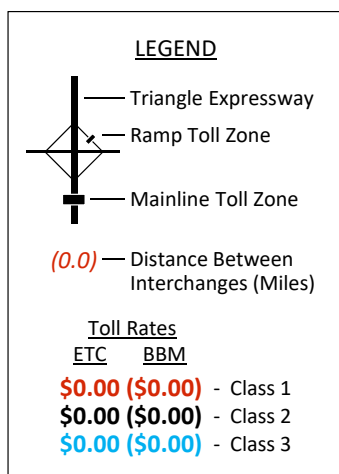 LEGEND
Triangle Expressway
Ramp Toll Zone
Mainline Toll Zone
(0.0) Distance Between
Interchanges (Miles)
Toll Rates
ETC BBM
$0.00 ($0.00) - Class 1
$0.00 ($0.00) - Class 2
$0.00 ($0.00) - Class 3